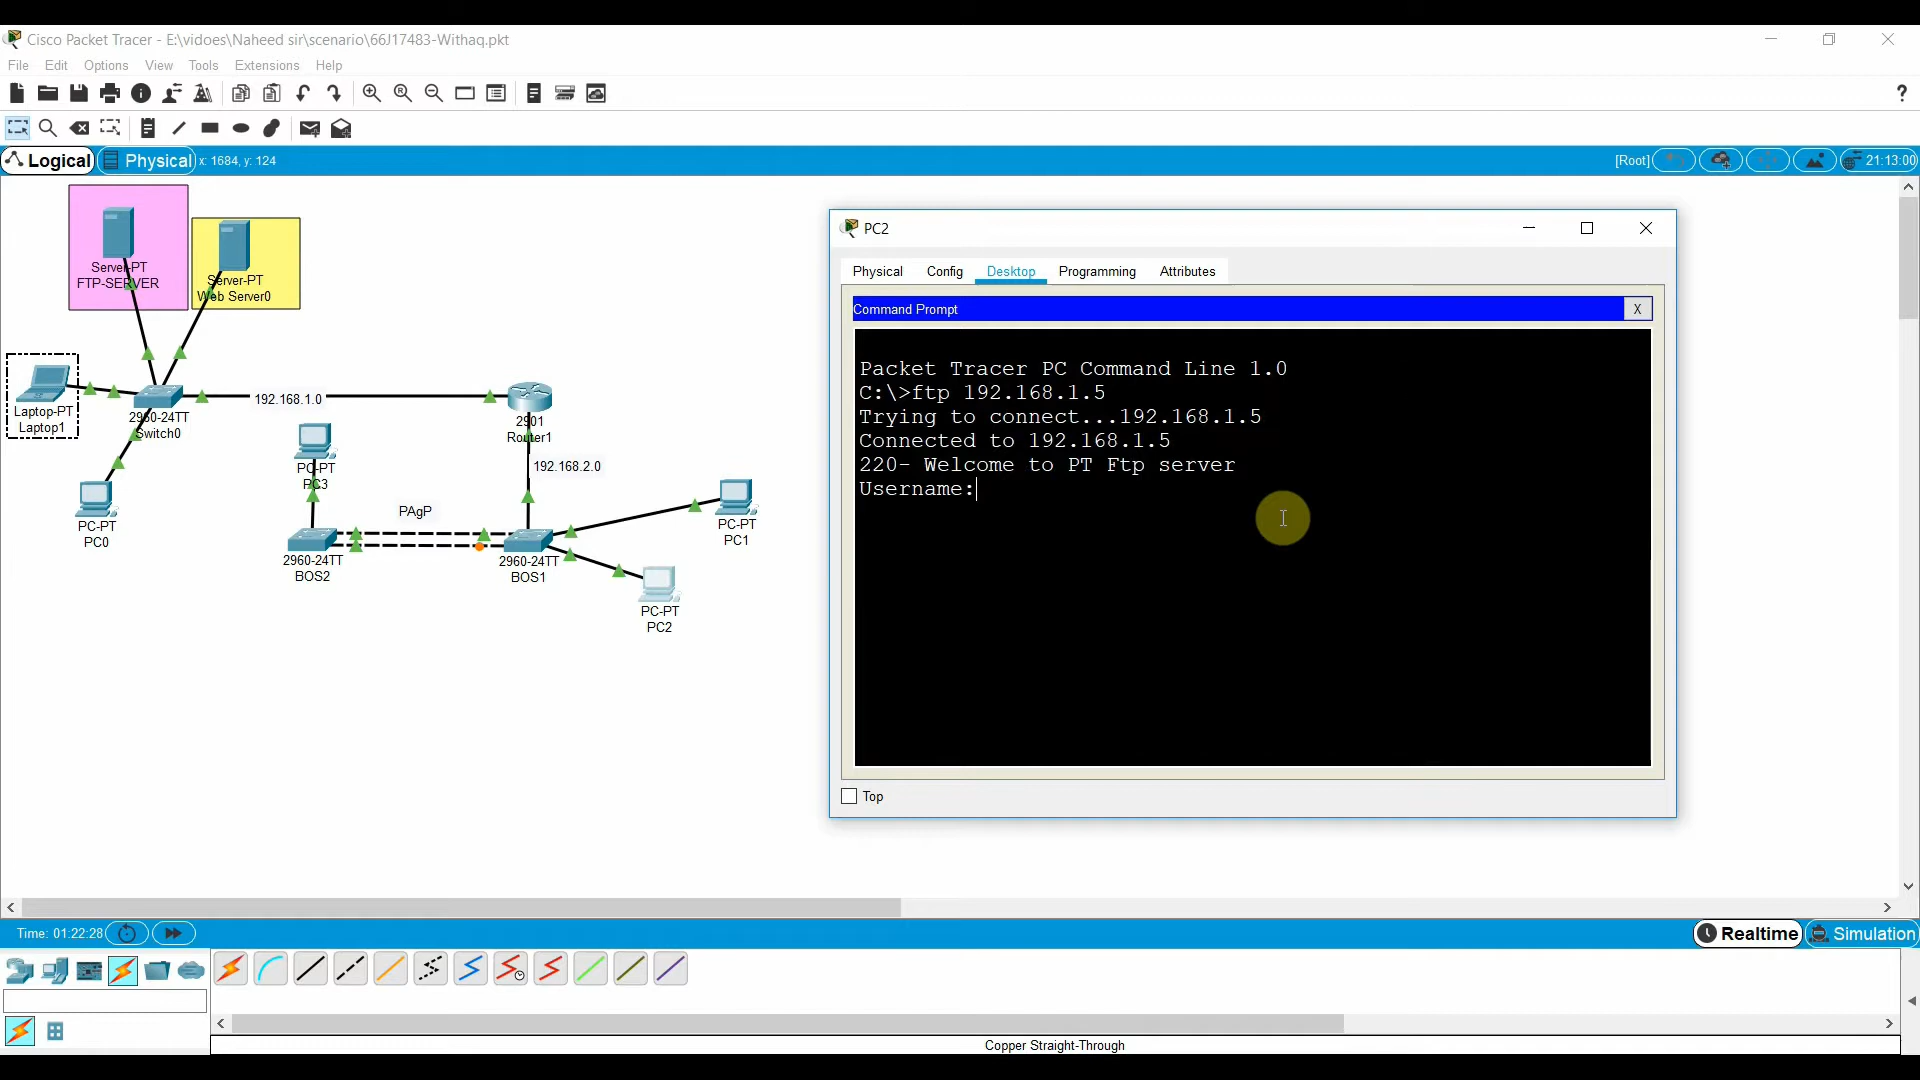 Cisco Packet Tracer - E:\vidoes\Naheed sir\scenario\66J17483-Withaq.pkt
File Edit Options View Tools Extensions Help
?
Logical Physical x: 1684, y: 124 [Root] 21:13:00
Server-PT
FTP-SERVER
Server-PT
Web Server0
Laptop-PT
Laptop1
2960-24TT
Switch0
192.168.1.0
2901
Router1
PC-PT
PC3
192.168.2.0
PC-PT
PC0
PAgP
2960-24TT
BOS2
2960-24TT
BOS1
PC-PT
PC1
PC-PT
PC2
PC2
Physical Config Desktop Programming Attributes
Command Prompt X
Packet Tracer PC Command Line 1.0
C:\>ftp 192.168.1.5
Trying to connect...192.168.1.5
Connected to 192.168.1.5
220- Welcome to PT Ftp server
Username:
Top
Time: 01:22:28 Realtime Simulation
Copper Straight-Through